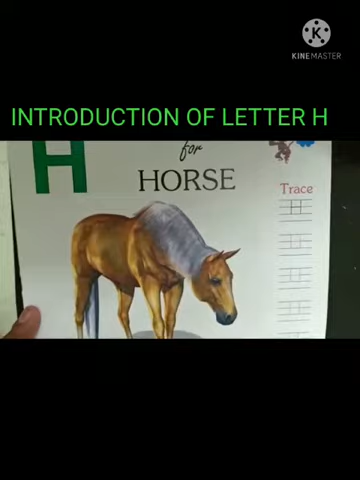 K
KINEMASTER
INTRODUCTION OF LETTER H
H
for
HORSE
Trace
H
H
H
H
H